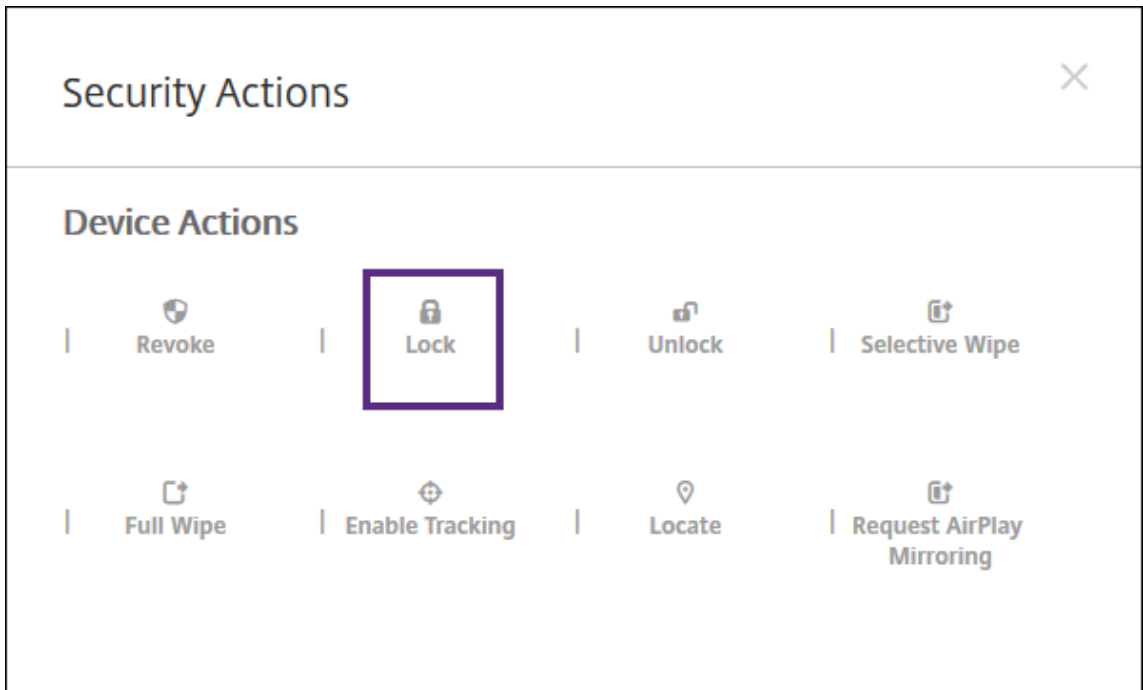 Security Actions
Device Actions
Revoke
Lock
Unlock
Selective Wipe
Full Wipe
Enable Tracking
Locate
Request AirPlay
Mirroring